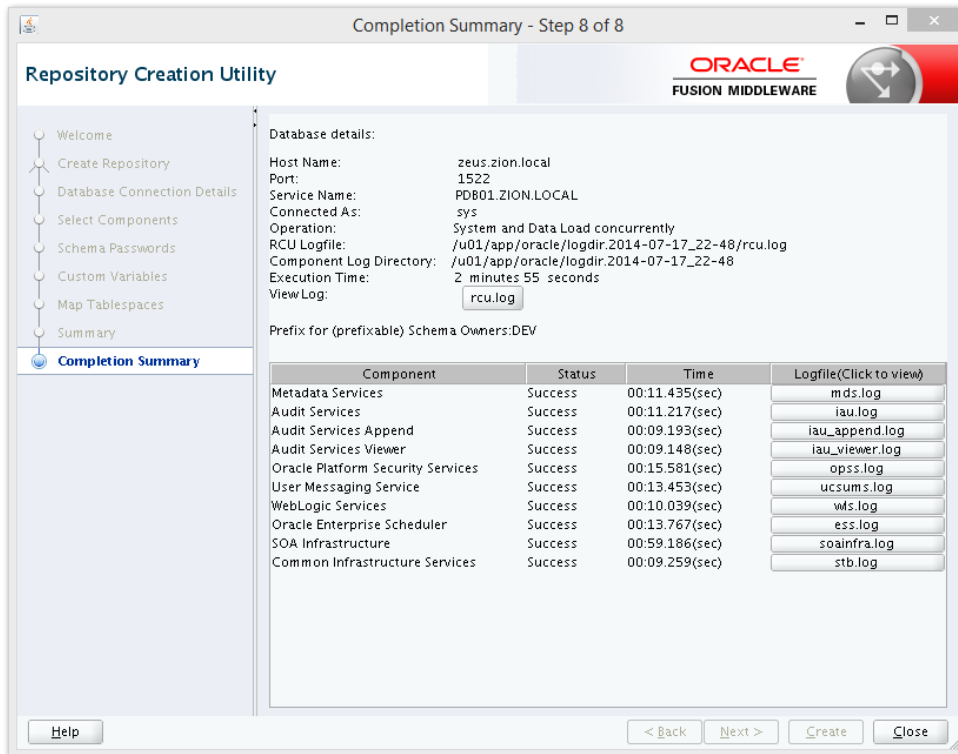 Completion Summary - Step 8 of 8
Repository Creation Utility
ORACLE
FUSION MIDDLEWARE
Welcome
Create Repository
Database Connection Details
Select Components
Schema Passwords
Custom Variables
Map Tablespaces
Summary
Completion Summary
Database details:
Host Name: zeus.zion.local
Port: 1522
Service Name: PDB01.ZION.LOCAL
Connected As: sys
Operation: System and Data Load concurrently
RCU Logfile: /u01/app/oracle/logdir.2014-07-17_22-48/rcu.log
Component Log Directory: /u01/app/oracle/logdir.2014-07-17_22-48
Execution Time: 2 minutes 55 seconds
View Log: rcu.log
Prefix for (prefixable) Schema Owners:DEV
Component Status Time Logfile(Click to view)
Metadata Services Success 00:11.435(sec) mds.log
Audit Services Success 00:11.217(sec) iau.log
Audit Services Append Success 00:09.193(sec) iau_append.log
Audit Services Viewer Success 00:09.148(sec) iau_viewer.log
Oracle Platform Security Services Success 00:15.581(sec) opss.log
User Messaging Service Success 00:13.453(sec) ucsums.log
WebLogic Services Success 00:10.039(sec) wls.log
Oracle Enterprise Scheduler Success 00:13.767(sec) ess.log
SOA Infrastructure Success 00:59.186(sec) soainfra.log
Common Infrastructure Services Success 00:09.259(sec) stb.log
Help < Back Next > Create Close